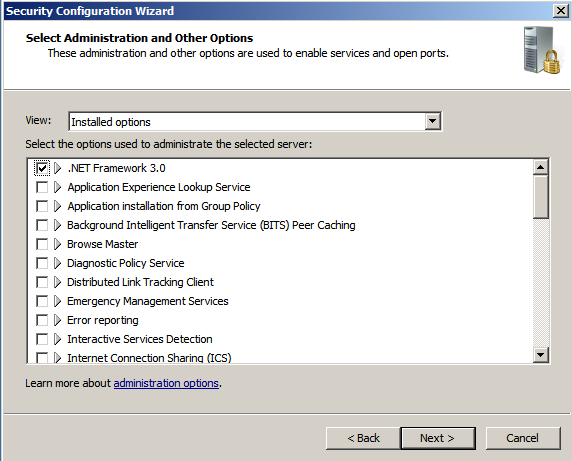 Security Configuration Wizard
Select Administration and Other Options
These administration and other options are used to enable services and open ports.
View: Installed options
Select the options used to administrate the selected server:
.NET Framework 3.0
Application Experience Lookup Service
Application installation from Group Policy
Background Intelligent Transfer Service (BITS) Peer Caching
Browse Master
Diagnostic Policy Service
Distributed Link Tracking Client
Emergency Management Services
Error reporting
Interactive Services Detection
Internet Connection Sharing (ICS)
Learn more about administration options.
< Back Next > Cancel